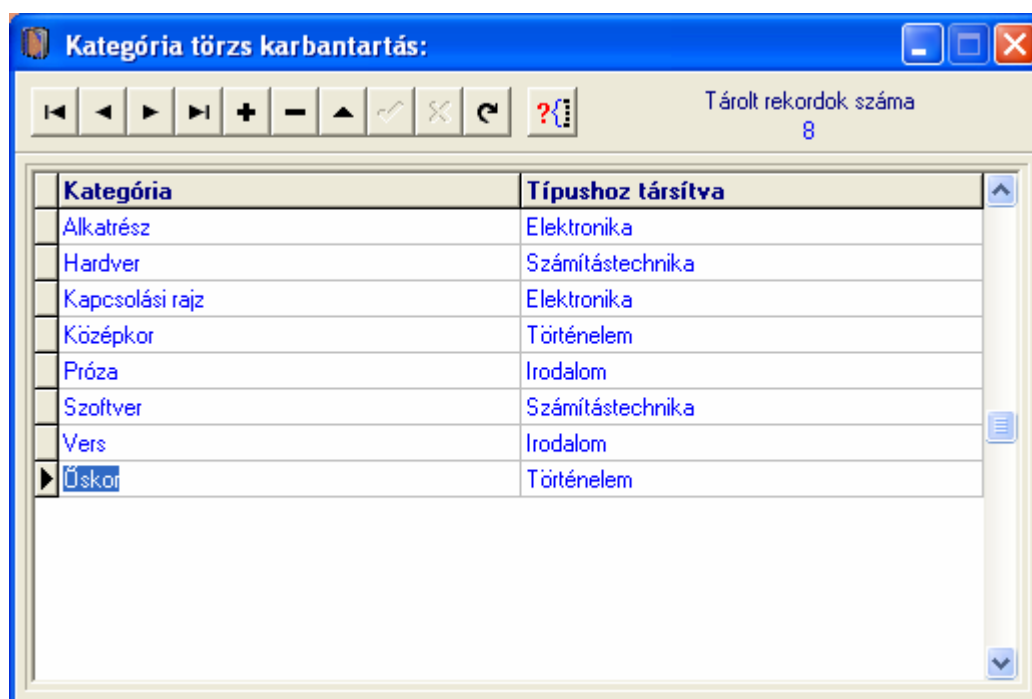 Kategória törzs karbantartás:
?{
Tárolt rekordok száma
8
Kategória Típushoz társítva
Alkatrész Elektronika
Hardver Számítástechnika
Kapcsolási rajz Elektronika
Középkor Történelem
Próza Irodalom
Szoftver Számítástechnika
Vers Irodalom
Őskor Történelem